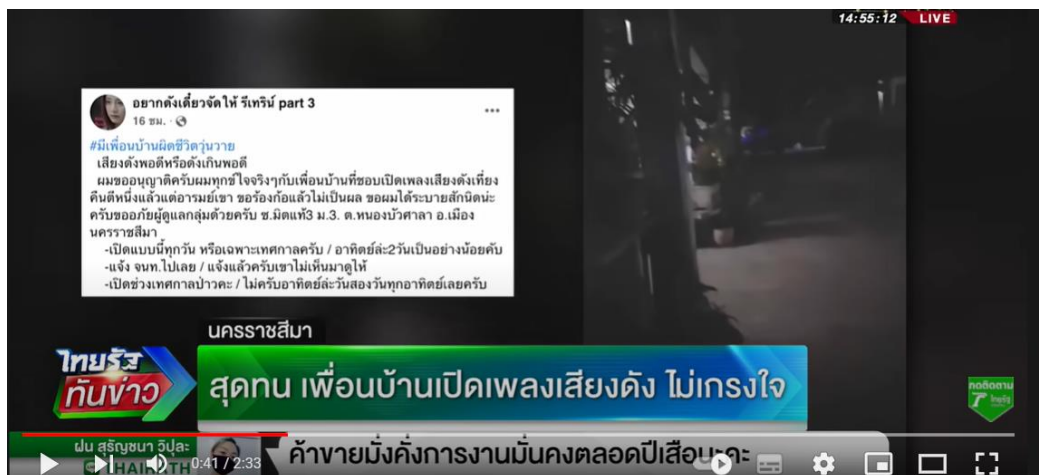 14:55:12 LIVE
อยากดังเดี๋ยวจัดให้ รีเทริน์ part 3
16 ชม.
#มีเพื่อนบ้านผิดชีวิตวุ่นวาย
เสียงดังพอดีหรือดังเกินพอดี
ผมขออนุญาติครับผมทุกข์ใจจริงๆกับเพื่อนบ้านที่ชอบเปิดเพลงเสียงดังเที่ยง
คืนตีหนึ่งแล้วแต่อารมย์เขา ขอร้องก้อแล้วไม่เป็นผล ขอผมได้ระบายสักนิดน่ะ
ครับขออภัยผู้ดูแลกลุ่มด้วยครับ ซ.มิตแท้3 ม.3. ต.หนองบัวศาลา อ.เมือง
นครราชสีมา
-เปิดแบบนี้ทุกวัน หรือเฉพาะเทศกาลครับ / อาทิตย์ล่ะ2วันเป็นอย่างน้อยคับ
-แจ้ง จนท.ไปเลย / แจ้งแล้วครับเขาไม่เห็นมาดูให้
-เปิดช่วงเทศกาลป่าวคะ / ไม่ครับอาทิตย์ล่ะวันสองวันทุกอาทิตย์เลยครับ
นครราชสีมา
ไทยรัฐ
ทันข่าว
สุดทน เพื่อนบ้านเปิดเพลงเสียงดัง ไม่เกรงใจ
กดติดตาม
ไทยรัฐ
ฝน สุรัญชนา วิปุละ
ค้าขายมั่งคั่งการงานมั่นคงตลอดปีเสือนะคะ
0:41 / 2:33